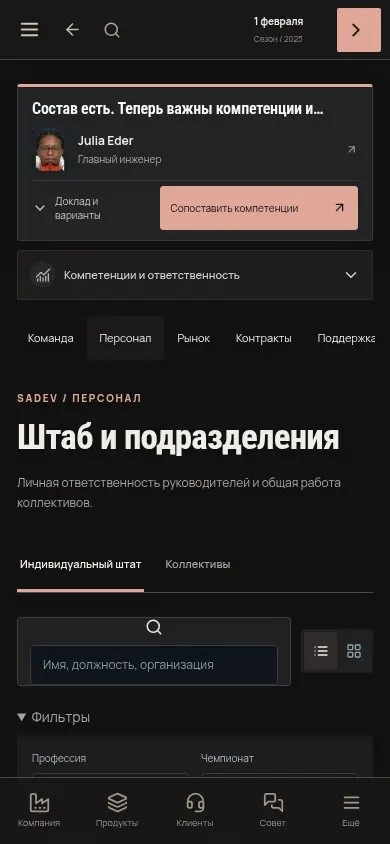 1 февраля
Сезон / 2025
Состав есть. Теперь важны компетенции и...
Julia Eder
Главный инженер
Доклад и
варианты
Сопоставить компетенции
Компетенции и ответственность
Команда Персонал Рынок Контракты Поддержка
SADEV / ПЕРСОНАЛ
Штаб и подразделения
Личная ответственность руководителей и общая работа
коллективов.
Индивидуальный штат Коллективы
Имя, должность, организация
▼ Фильтры
Профессия Чемпионат
Компания Продукты Клиенты Совет Ещё